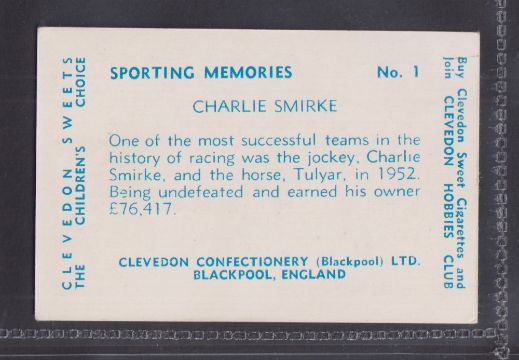 CLEVEDON SWEETS
THE CHILDREN'S CHOICE
SPORTING MEMORIES No. 1
CHARLIE SMIRKE
One of the most successful teams in the
history of racing was the jockey, Charlie
Smirke, and the horse, Tulyar, in 1952.
Being undefeated and earned his owner
£76,417.
CLEVEDON CONFECTIONERY (Blackpool) LTD.
BLACKPOOL, ENGLAND
Buy Clevedon Sweet Cigarettes and
Join CLEVEDON HOBBIES CLUB